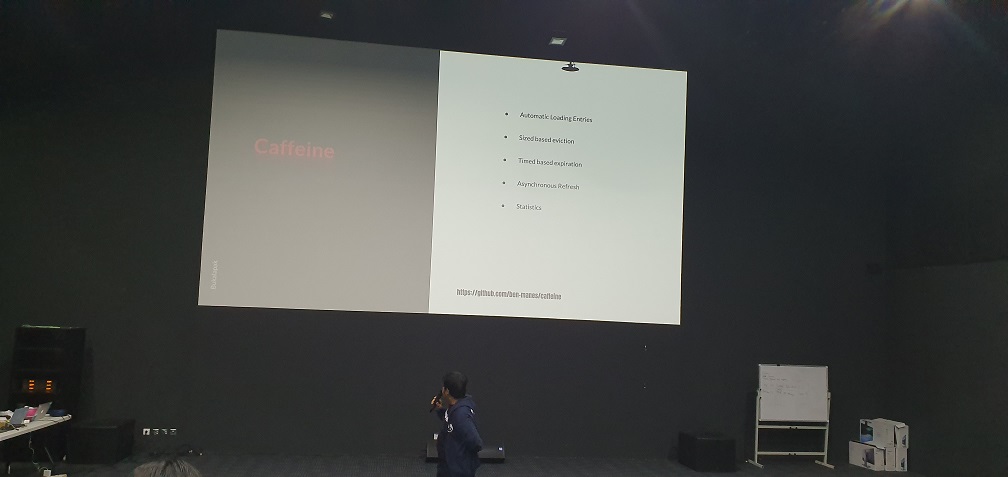 Caffeine
Automatic Loading Entries
Sized based eviction
Timed based expiration
Asynchronous Refresh
Statistics
https://github.com/ben-manes/caffeine
Bukalapak